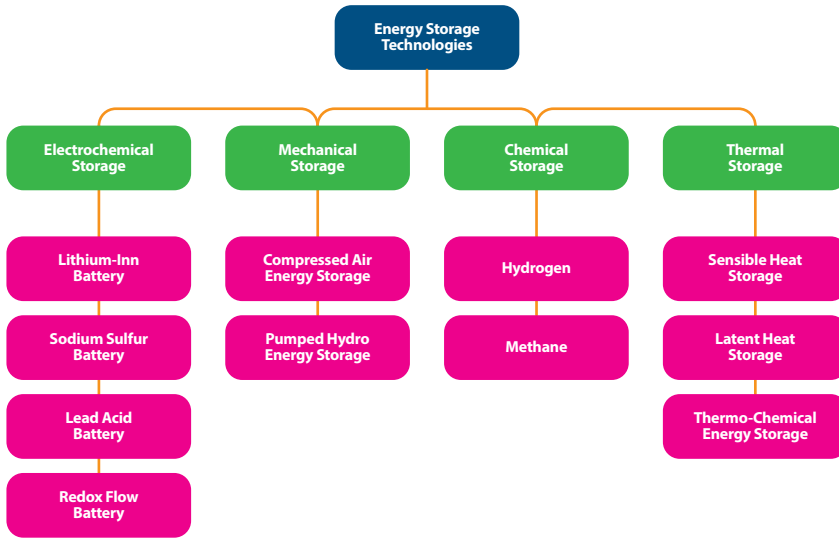 Energy Storage
Technologies
Electrochemical
Storage
Mechanical
Storage
Chemical
Storage
Thermal
Storage
Lithium-Inn
Battery
Compressed Air
Energy Storage
Hydrogen
Sensible Heat
Storage
Sodium Sulfur
Battery
Pumped Hydro
Energy Storage
Methane
Latent Heat
Storage
Lead Acid
Battery
Thermo-Chemical
Energy Storage
Redox Flow
Battery